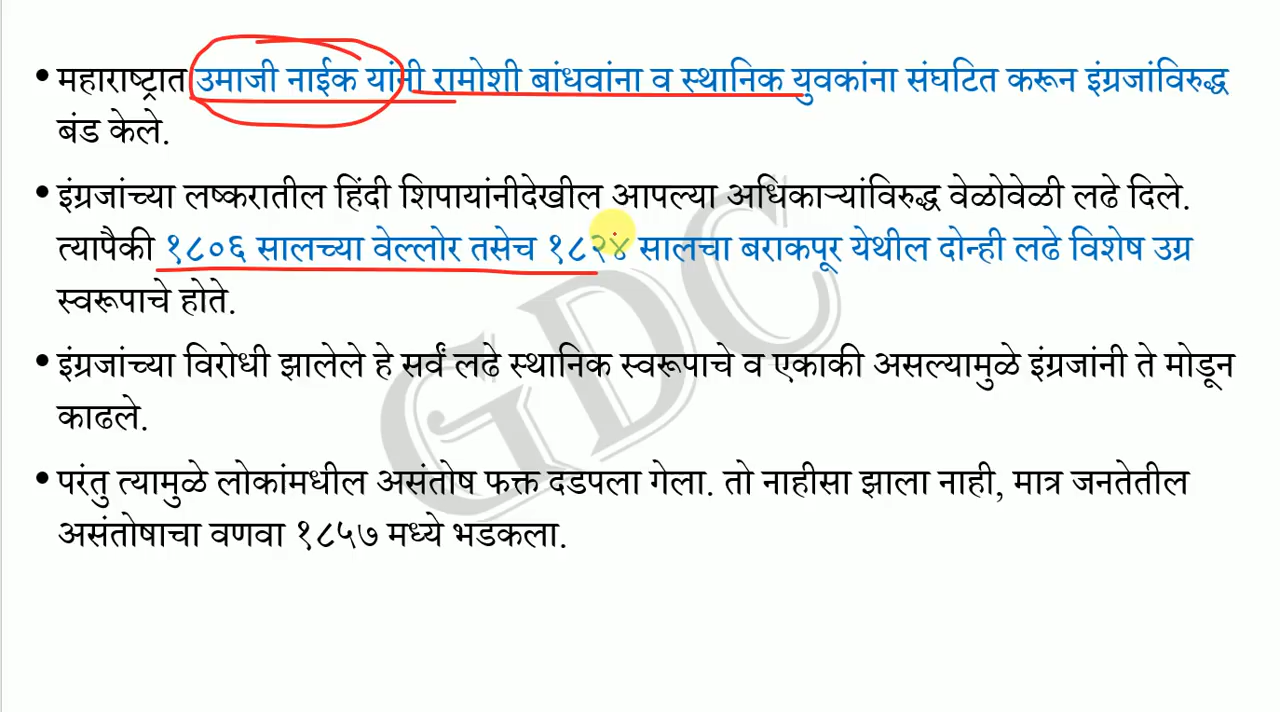 • महाराष्ट्रात उमाजी नाईक यांनी रामोशी बांधवांना व स्थानिक युवकांना संघटित करून इंग्रजांविरुद्ध
बंड केले.
• इंग्रजांच्या लष्करातील हिंदी शिपायांनीदेखील आपल्या अधिकाऱ्यांविरुद्ध वेळोवेळी लढे दिले.
त्यापैकी १८०६ सालच्या वेल्लोर तसेच १८२४ सालचा बराकपूर येथील दोन्ही लढे विशेष उग्र
स्वरूपाचे होते.
• इंग्रजांच्या विरोधी झालेले हे सर्व लढे स्थानिक स्वरूपाचे व एकाकी असल्यामुळे इंग्रजांनी ते मोडून
काढले.
• परंतु त्यामुळे लोकांमधील असंतोष फक्त दडपला गेला. तो नाहीसा झाला नाही, मात्र जनतेतील
असंतोषाचा वणवा १८५७ मध्ये भडकला.
GDC